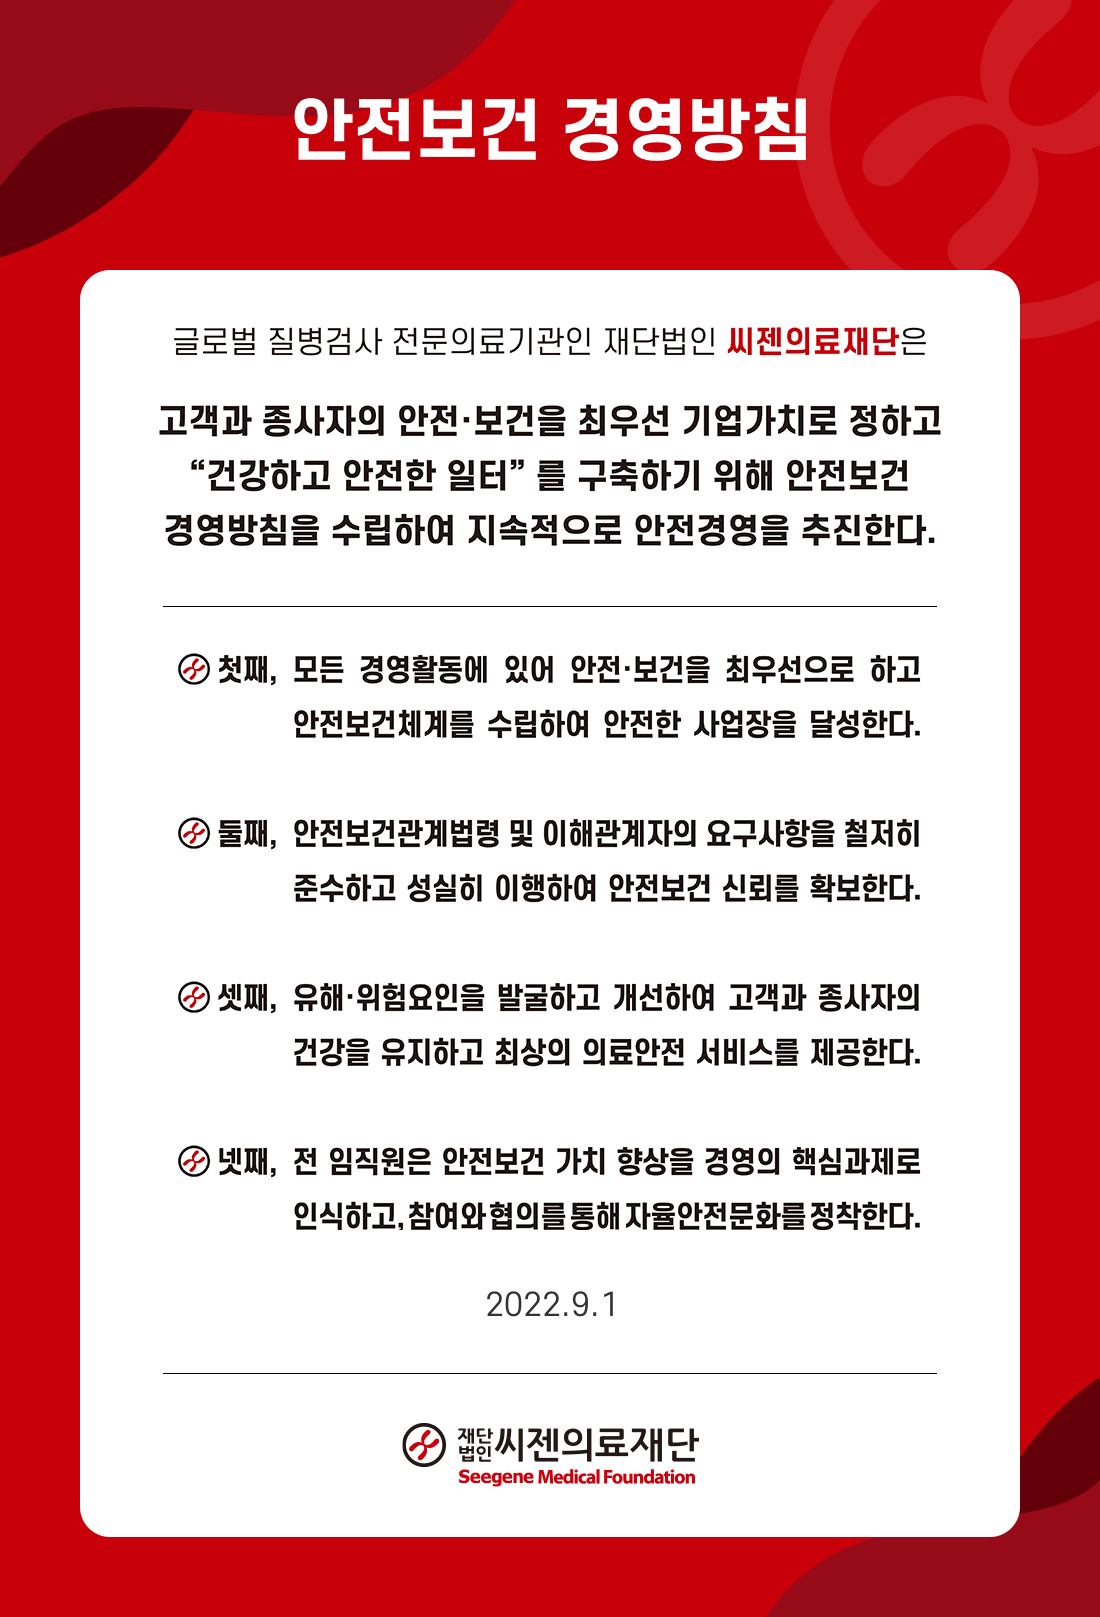 안전보건 경영방침
글로벌 질병검사 전문의료기관인 재단법인 씨젠의료재단은
고객과 종사자의 안전·보건을 최우선 기업가치로 정하고
“건강하고 안전한 일터” 를 구축하기 위해 안전보건
경영방침을 수립하여 지속적으로 안전경영을 추진한다.
첫째, 모든 경영활동에 있어 안전·보건을 최우선으로 하고
안전보건체계를 수립하여 안전한 사업장을 달성한다.
둘째, 안전보건관계법령 및 이해관계자의 요구사항을 철저히
준수하고 성실히 이행하여 안전보건 신뢰를 확보한다.
셋째, 유해·위험요인을 발굴하고 개선하여 고객과 종사자의
건강을 유지하고 최상의 의료안전 서비스를 제공한다.
넷째, 전 임직원은 안전보건 가치 향상을 경영의 핵심과제로
인식하고, 참여와 협의를 통해 자율안전문화를 정착한다.
2022.9.1
재단법인 씨젠의료재단
Seegene Medical Foundation